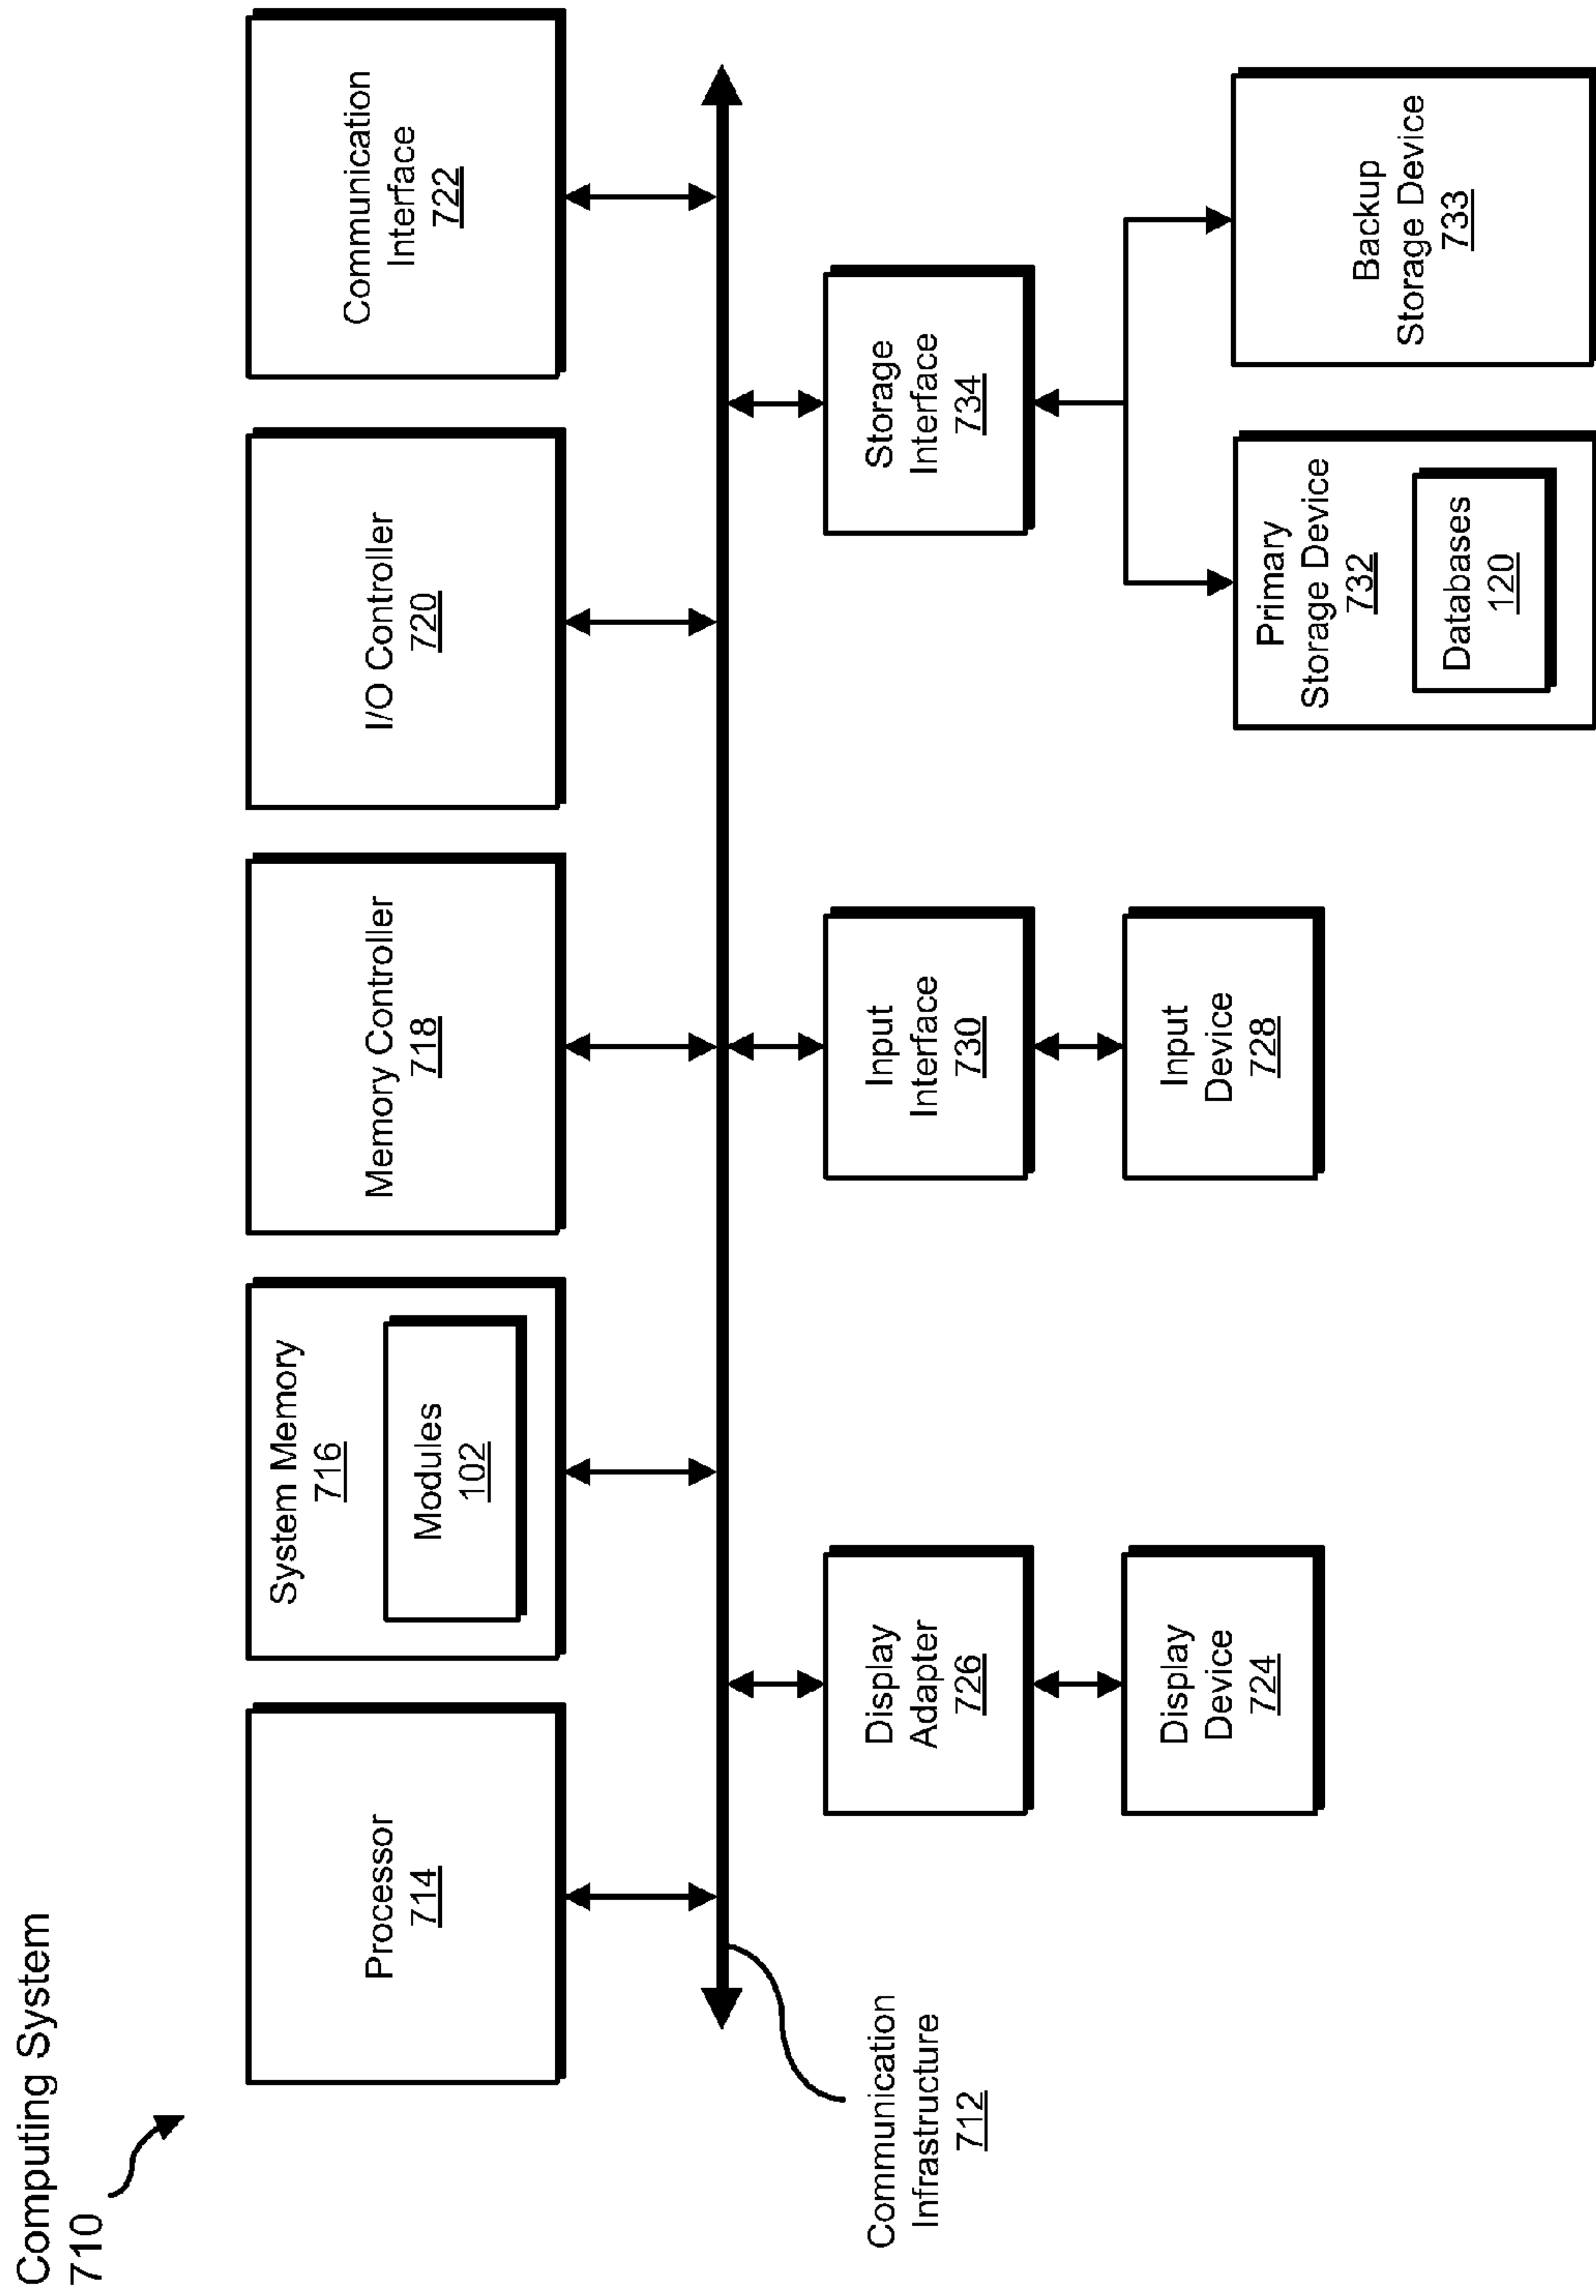 Computing System
710
Processor
714
System Memory
716
Modules
102
Memory Controller
718
I/O Controller
720
Communication
Interface
722
Communication
Infrastructure
712
Display
Adapter
726
Input
Interface
730
Storage
Interface
734
Display
Device
724
Input
Device
728
Primary
Storage Device
732
Databases
120
Backup
Storage Device
733